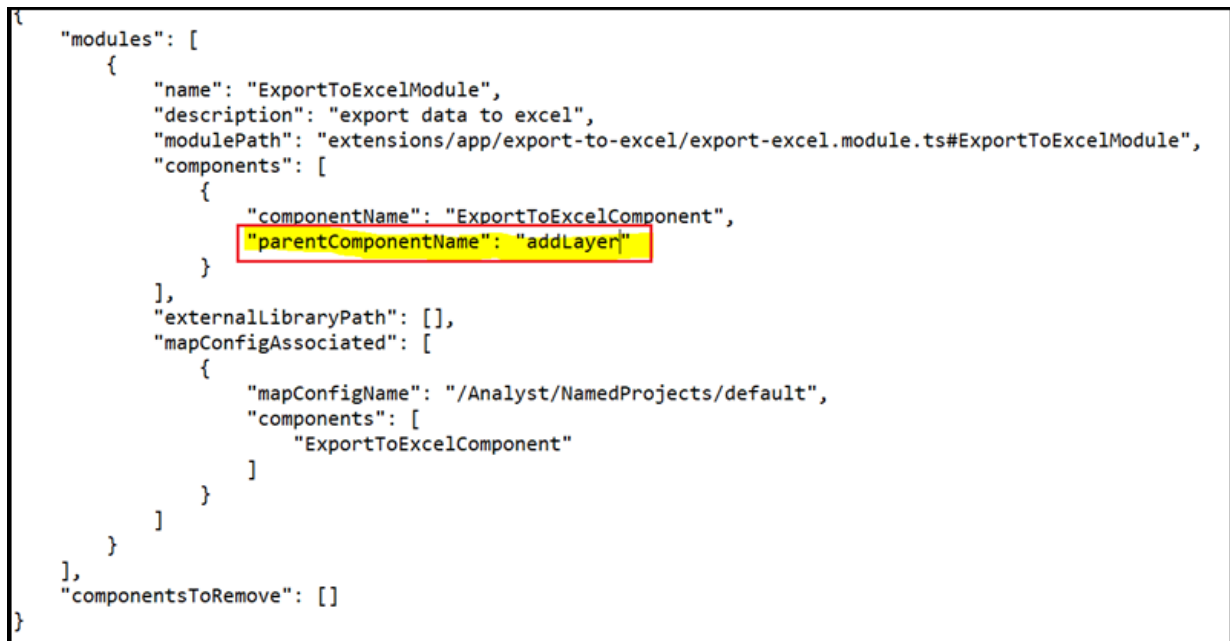 {
    "modules": [
        {
            "name": "ExportToExcelModule",
            "description": "export data to excel",
            "modulePath": "extensions/app/export-to-excel/export-excel.module.ts#ExportToExcelModule",
            "components": [
                {
                    "componentName": "ExportToExcelComponent",
                    "parentComponentName": "addLayer"
                }
            ],
            "externalLibraryPath": [],
            "mapConfigAssociated": [
                {
                    "mapConfigName": "/Analyst/NamedProjects/default",
                    "components": [
                        "ExportToExcelComponent"
                    ]
                }
            ]
        }
    ],
    "componentsToRemove": []
}